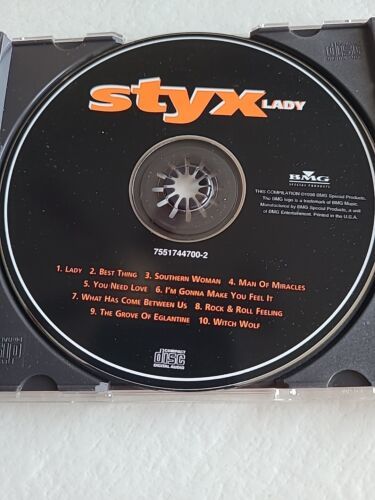 styx LADY
BMG
SPECIAL PRODUCTS
THIS COMPILATION ©1998 BMG Special Products.
The BMG logo is a trademark of BMG Music.
Manufactured by BMG Special Products, a unit
of BMG Entertainment. Printed in the U.S.A.
7551744700-2
1. LADY 2. BEST THING 3. SOUTHERN WOMAN 4. MAN OF MIRACLES
5. YOU NEED LOVE 6. I'M GONNA MAKE YOU FEEL IT
7. WHAT HAS COME BETWEEN US 8. ROCK & ROLL FEELING
9. THE GROVE OF EGLANTINE 10. WITCH WOLF
COMPACT
disc
DIGITAL AUDIO